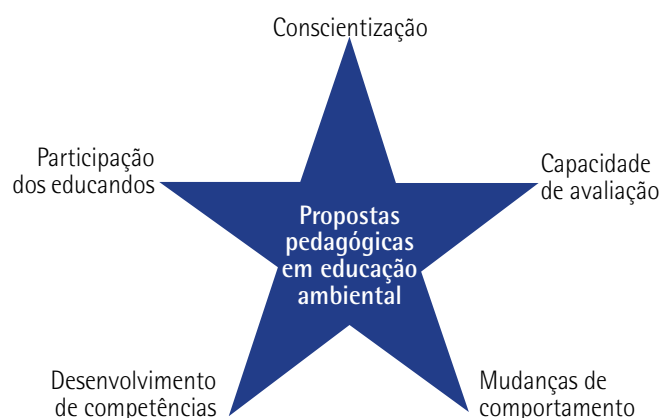 Conscientização
Participação
dos educandos
Capacidade
de avaliação
Propostas
pedagógicas
em educação
ambiental
Desenvolvimento
de competências
Mudanças de
comportamento